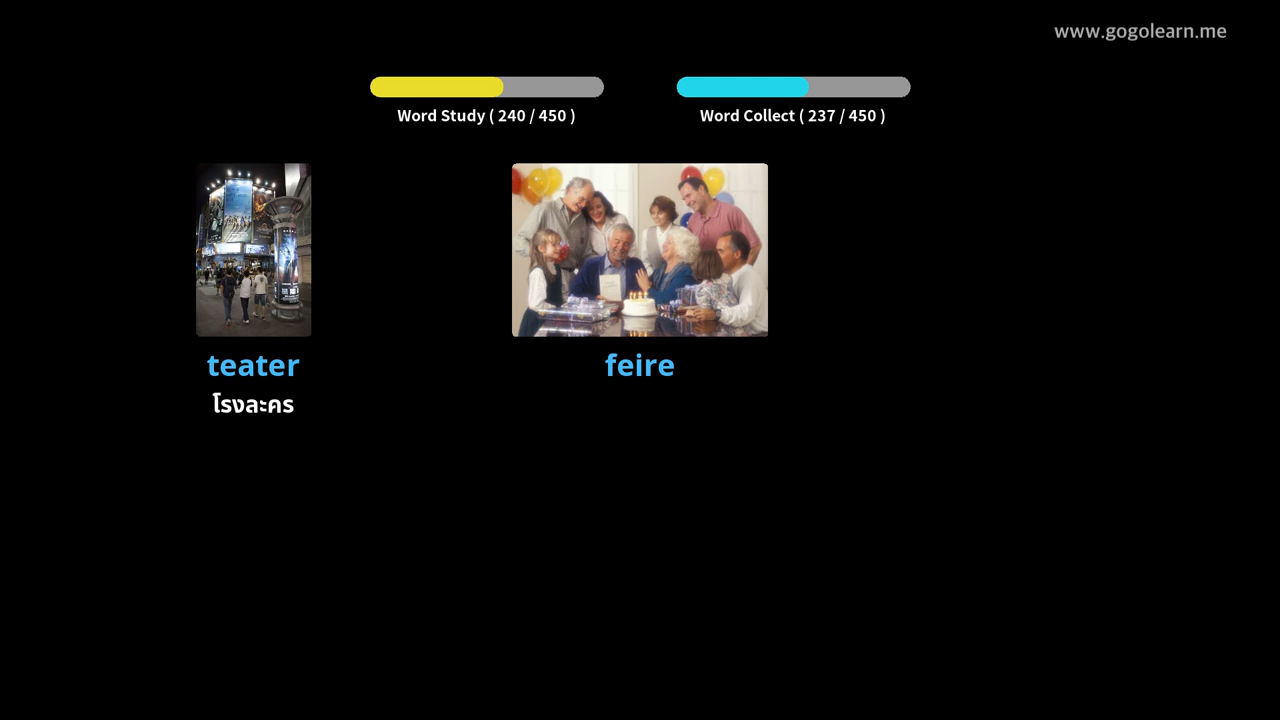 www.gogolearn.me
Word Study ( 240 / 450 )
Word Collect ( 237 / 450 )
teater
โรงละคร
feire